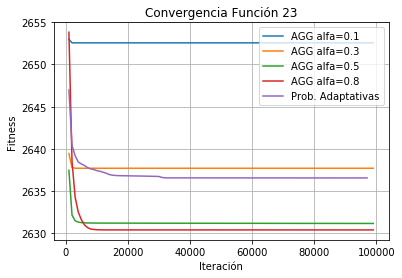 Convergencia Función 23
Fitness
2655
2650
2645
2640
2635
2630
0
20000
40000
60000
80000
100000
Iteración
AGG alfa=0.1
AGG alfa=0.3
AGG alfa=0.5
AGG alfa=0.8
Prob. Adaptativas